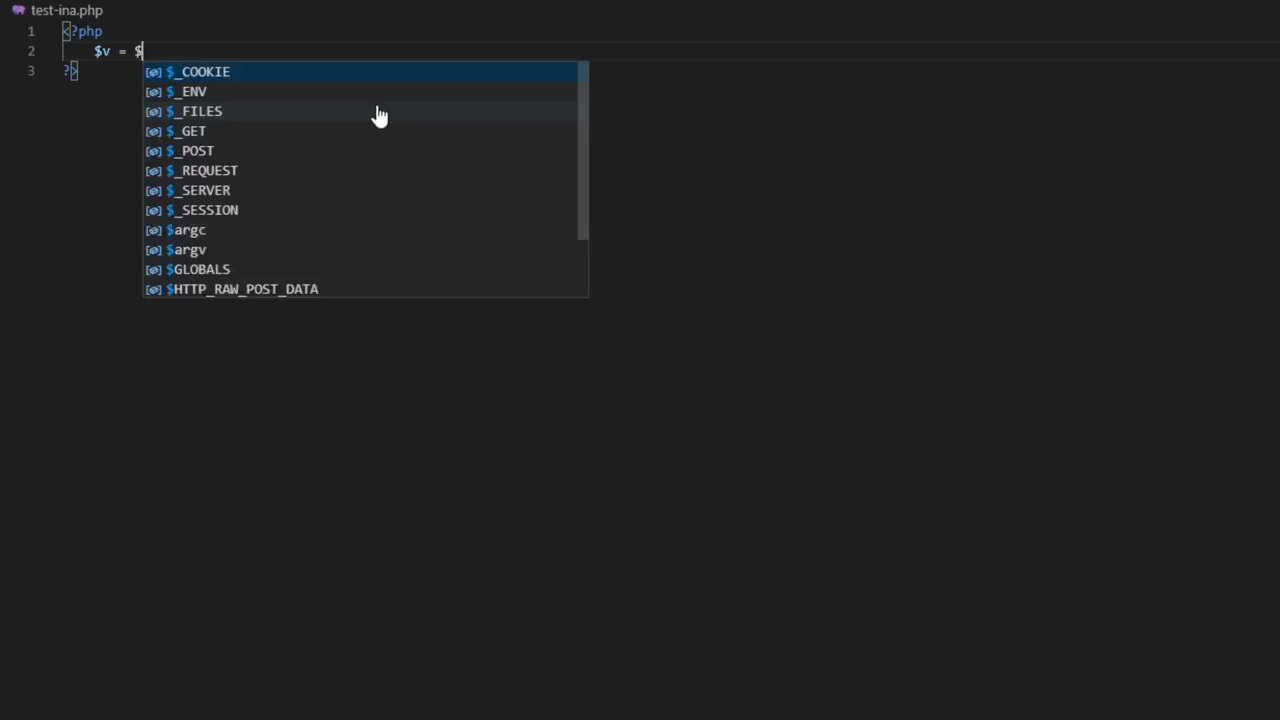 test-ina.php
1 <?php
2 $v = $
3 ?>
$_COOKIE
$_ENV
$_FILES
$_GET
$_POST
$_REQUEST
$_SERVER
$_SESSION
$argc
$argv
$GLOBALS
$HTTP_RAW_POST_DATA